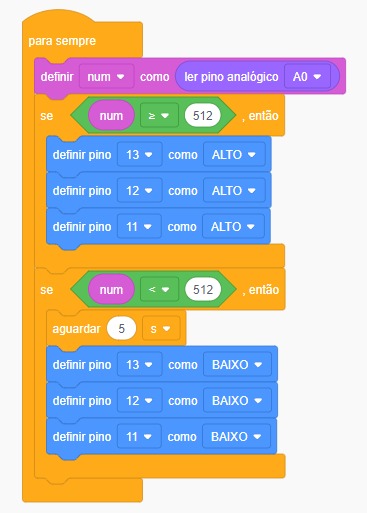 para sempre
definir num como ler pino analógico A0
se num ≥ 512 , então
definir pino 13 como ALTO
definir pino 12 como ALTO
definir pino 11 como ALTO
se num < 512 , então
aguardar 5 s
definir pino 13 como BAIXO
definir pino 12 como BAIXO
definir pino 11 como BAIXO